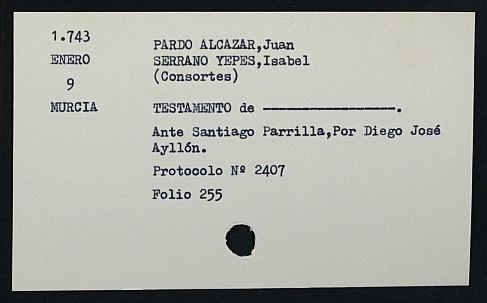 1.743
ENERO
9
MURCIA
PARDO ALCAZAR,Juan
SERRANO YEPES,Isabel
(Consortes)
TESTAMENTO de ——————————.
Ante Santiago Parrilla,Por Diego José
Ayllón.
Protocolo Nº 2407
Folio 255